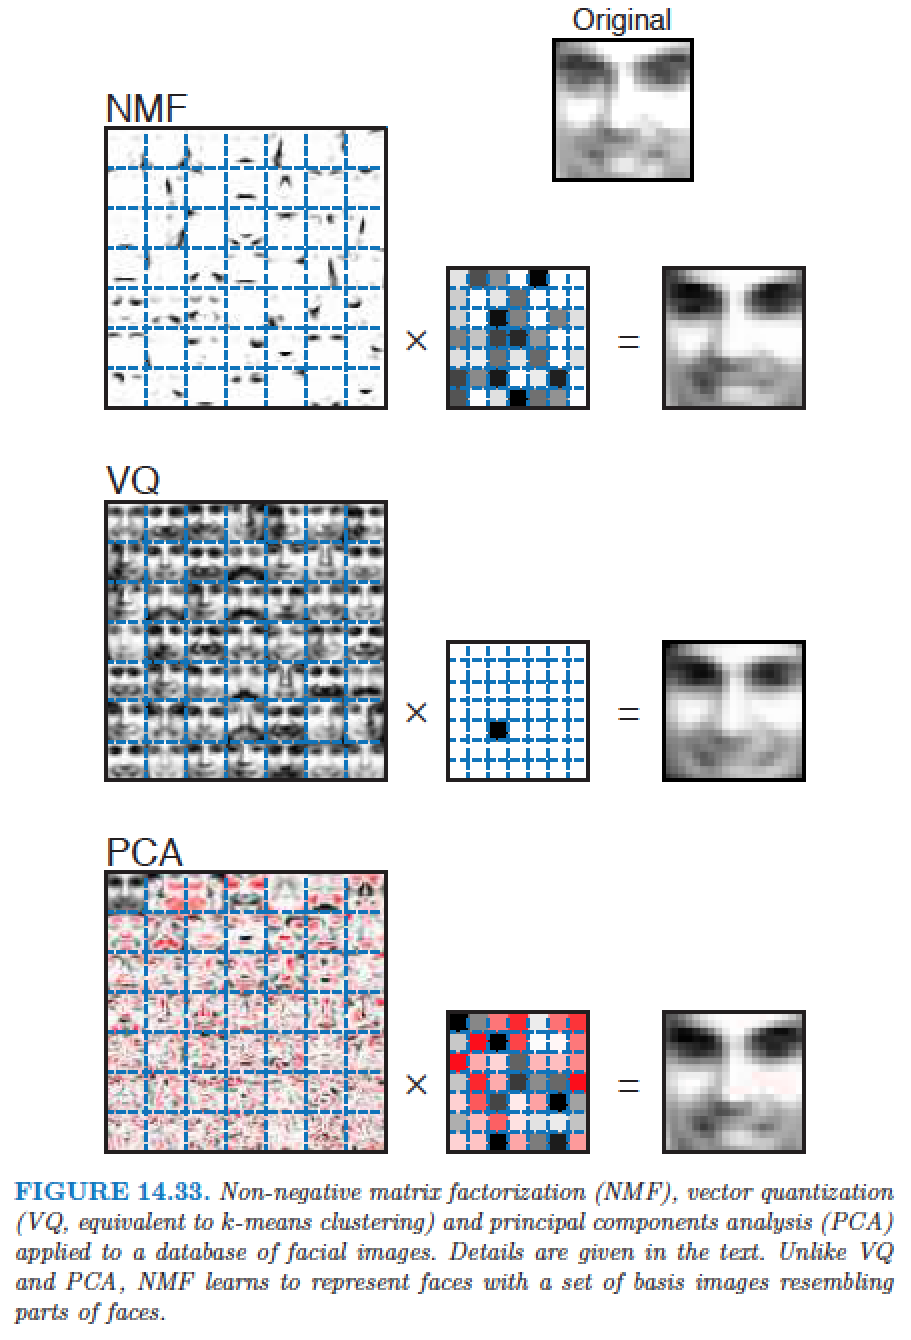 Original
NMF
×
=
VQ
×
=
PCA
×
=
FIGURE 14.33. Non-negative matrix factorization (NMF), vector quantization
(VQ, equivalent to k-means clustering) and principal components analysis (PCA)
applied to a database of facial images. Details are given in the text. Unlike VQ
and PCA, NMF learns to represent faces with a set of basis images resembling
parts of faces.